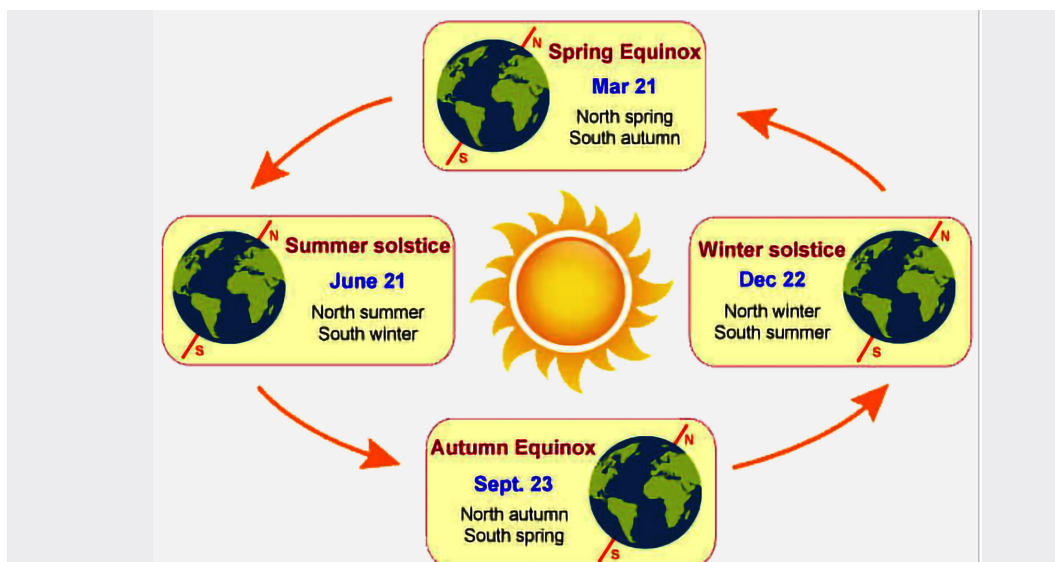 N
Spring Equinox
Mar 21
North spring
South autumn
S
N
Summer solstice
June 21
North summer
South winter
S
Winter solstice
N
Dec 22
North winter
South summer
S
Autumn Equinox
N
Sept. 23
North autumn
South spring
S